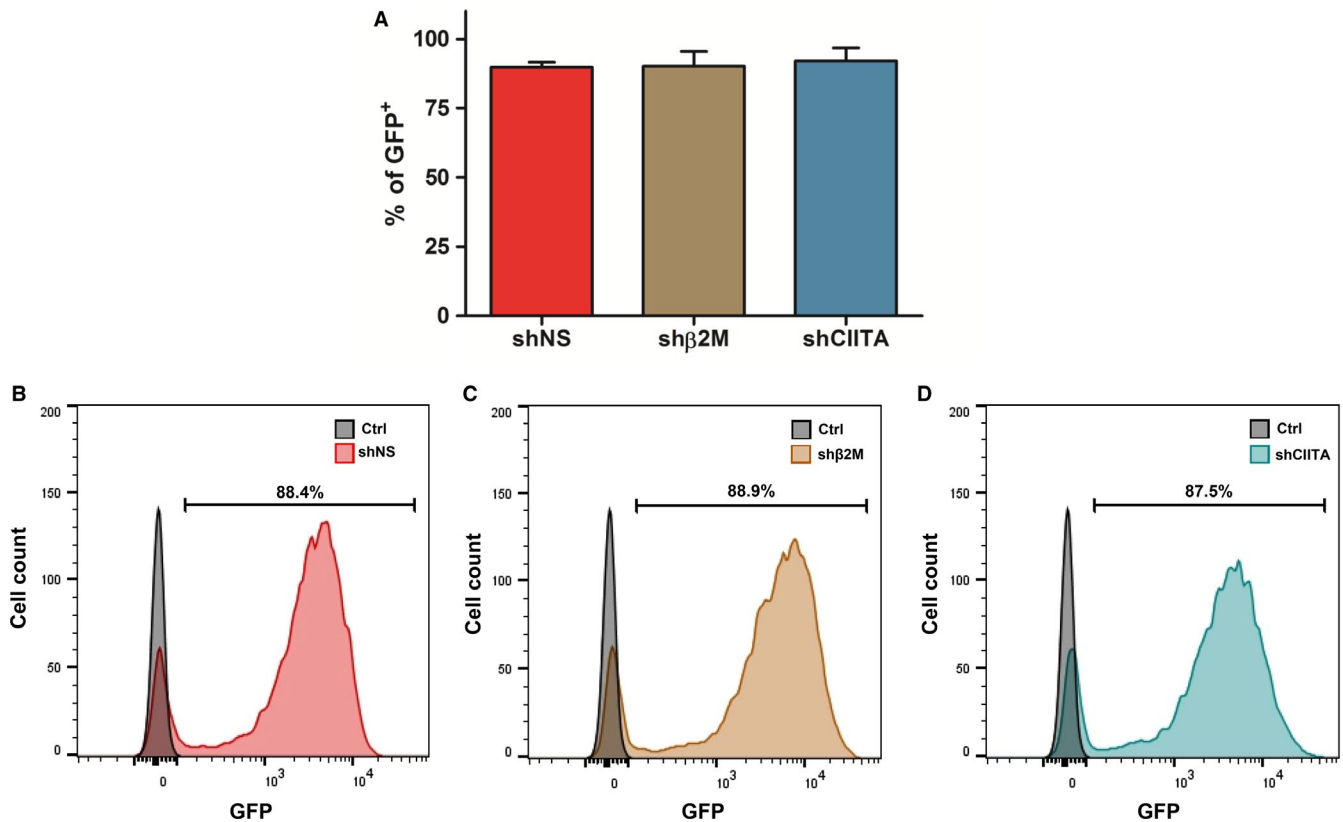 A
% of GFP+
100
75
50
25
0
shNS
shβ2M
shCIITA
B
Cell count
200
150
100
50
0
Ctrl
shNS
88.4%
0
10³
10⁴
GFP
C
Cell count
200
150
100
50
0
Ctrl
shβ2M
88.9%
0
10³
10⁴
GFP
D
Cell count
200
150
100
50
0
Ctrl
shCIITA
87.5%
0
10³
10⁴
GFP